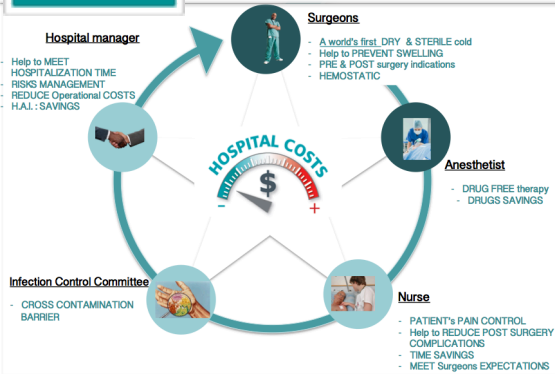 Surgeons
- A world's first DRY & STERILE cold
- Help to PREVENT SWELLING
- PRE & POST surgery indications
- HEMOSTATIC
Hospital manager
- Help to MEET
HOSPITALIZATION TIME
- RISKS MANAGEMENT
- REDUCE Operational COSTS
- H.A.I. : SAVINGS
HOSPITAL COSTS
$
- +
Anesthetist
- DRUG FREE therapy
- DRUGS SAVINGS
Infection Control Committee
- CROSS CONTAMINATION
BARRIER
Nurse
- PATIENT's PAIN CONTROL
- Help to REDUCE POST SURGERY
COMPLICATIONS
- TIME SAVINGS
- MEET Surgeons EXPECTATIONS